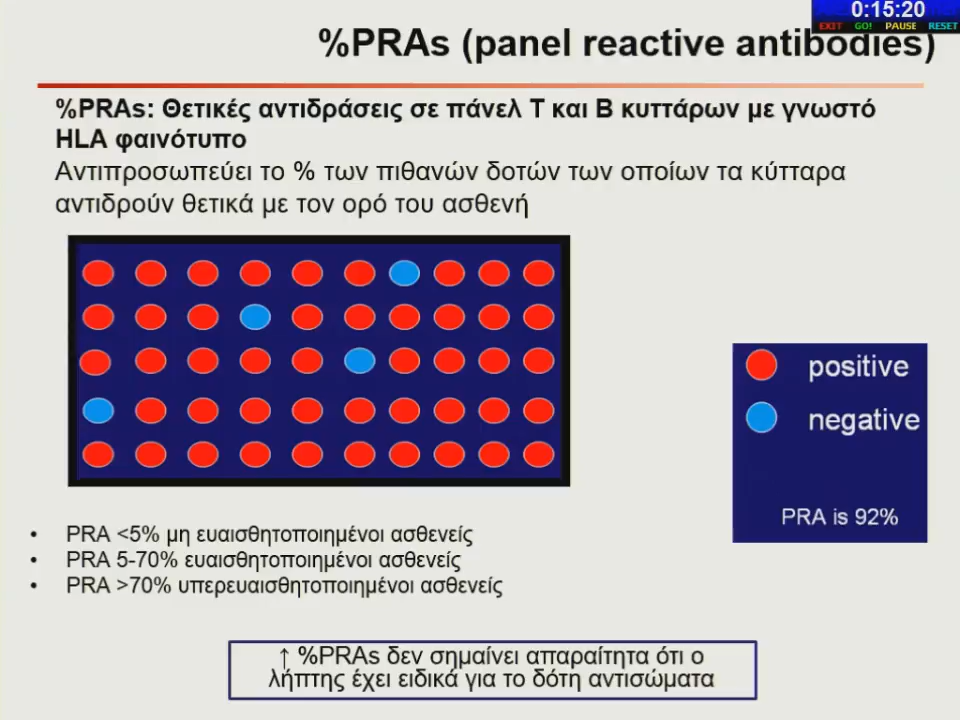 0:15:20
EXIT GO! PAUSE RESET
%PRAs (panel reactive antibodies)
%PRAs: Θετικές αντιδράσεις σε πάνελ Τ και Β κυττάρων με γνωστό
HLA φαινότυπο
Αντιπροσωπεύει το % των πιθανών δοτών των οποίων τα κύτταρα
αντιδρούν θετικά με τον ορό του ασθενή
positive
negative
PRA is 92%
• PRA <5% μη ευαισθητοποιημένοι ασθενείς
• PRA 5-70% ευαισθητοποιημένοι ασθενείς
• PRA >70% υπερευαισθητοποιημένοι ασθενείς
↑ %PRAs δεν σημαίνει απαραίτητα ότι ο
λήπτης έχει ειδικά για το δότη αντισώματα